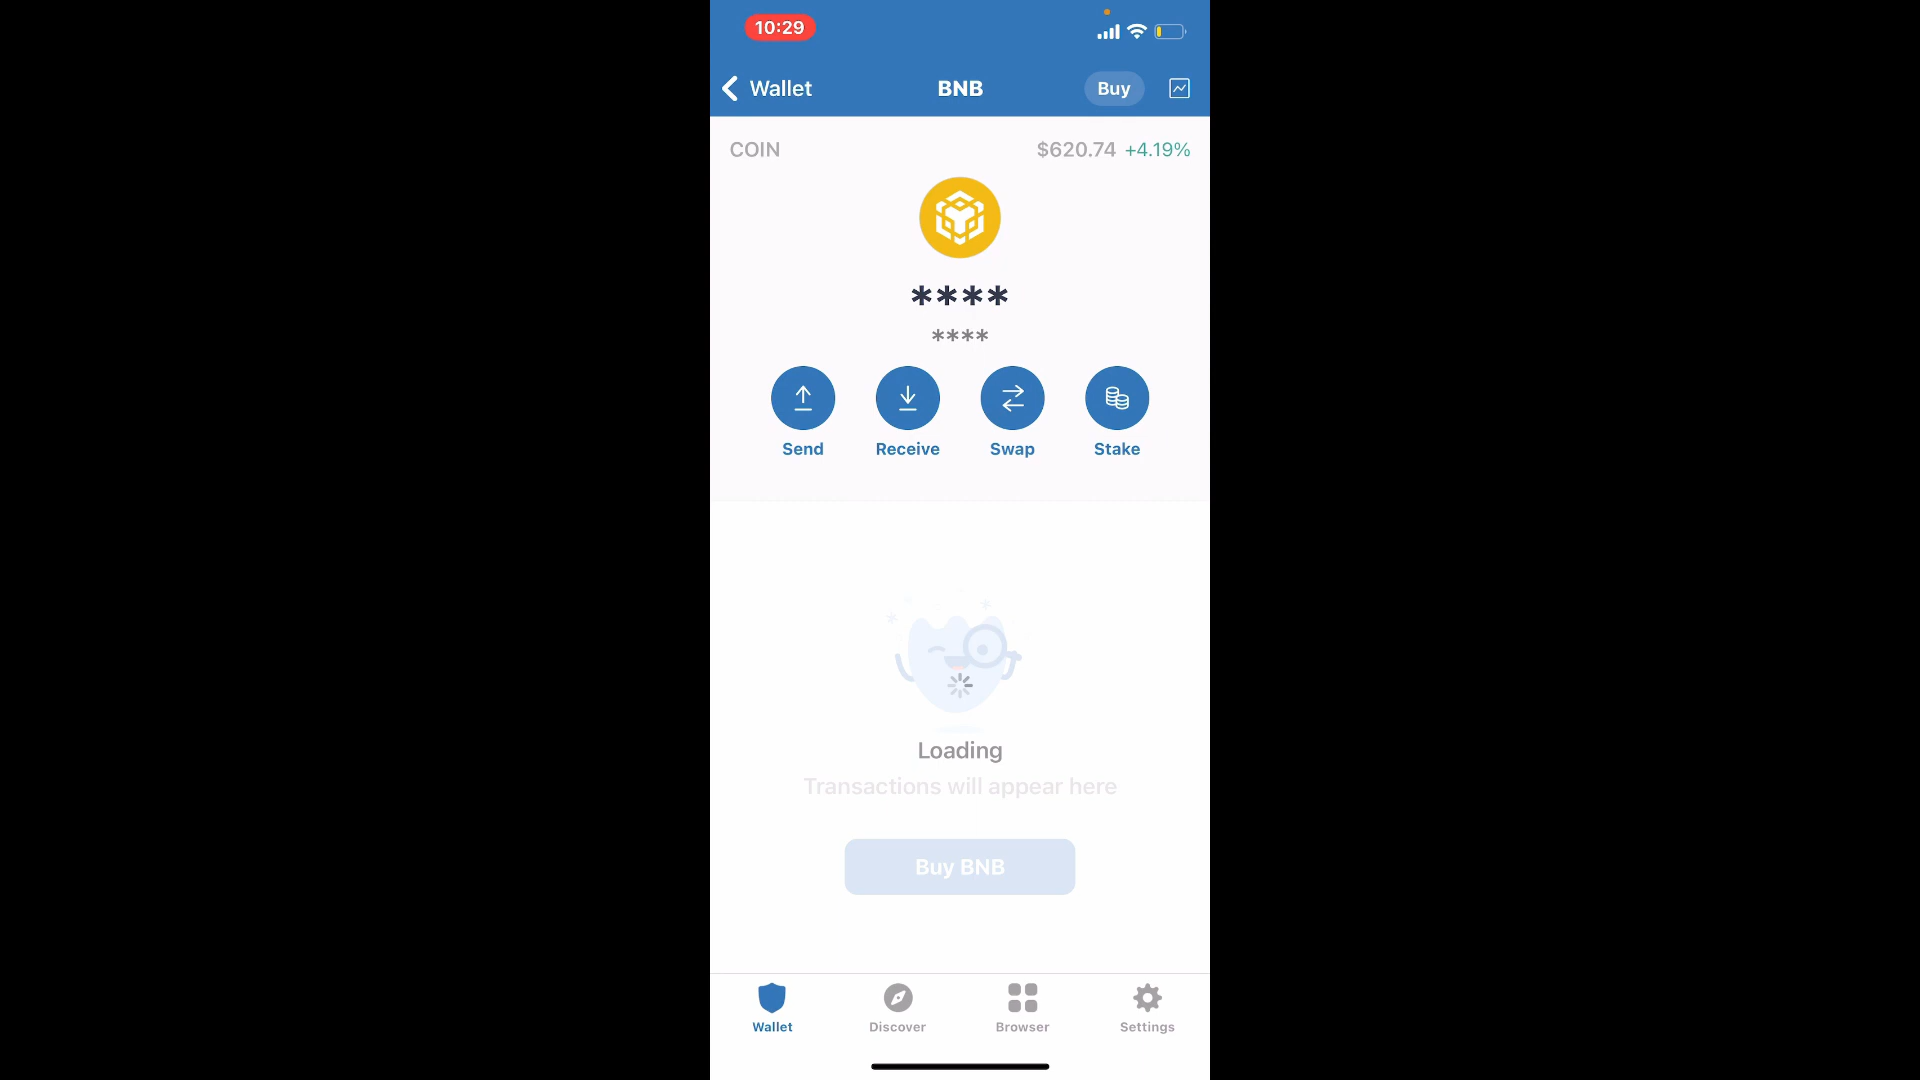 10:29
Wallet
BNB
Buy
COIN
$620.74 +4.19%
****
****
Send
Receive
Swap
Stake
Loading
Transactions will appear here
Buy BNB
Wallet
Discover
Browser
Settings